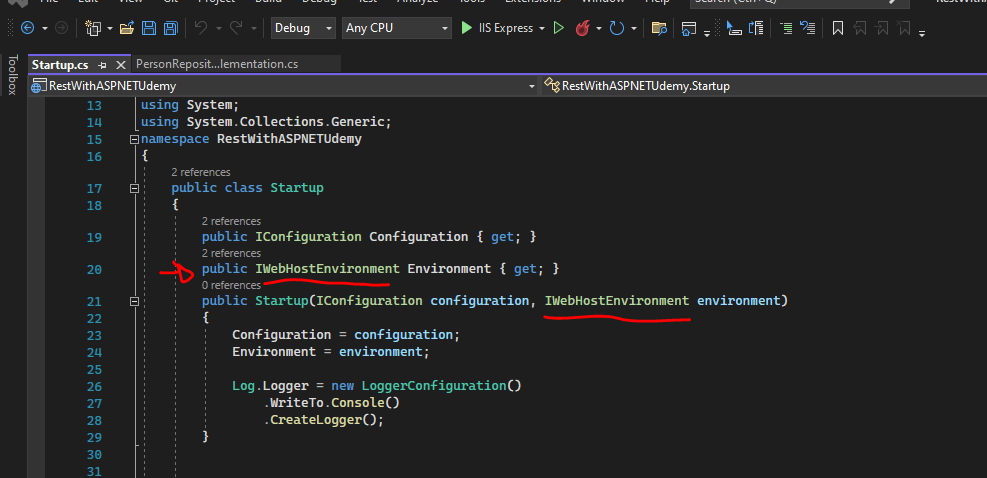 Debug Any CPU IIS Express
Toolbox
Startup.cs PersonReposit...lementation.cs
RestWithASPNETUdemy RestWithASPNETUdemy.Startup
13 using System;
14 using System.Collections.Generic;
15 namespace RestWithASPNETUdemy
16 {
2 references
17 public class Startup
18 {
2 references
19 public IConfiguration Configuration { get; }
2 references
20 public IWebHostEnvironment Environment { get; }
0 references
21 public Startup(IConfiguration configuration, IWebHostEnvironment environment)
22 {
23 Configuration = configuration;
24 Environment = environment;
25
26 Log.Logger = new LoggerConfiguration()
27 .WriteTo.Console()
28 .CreateLogger();
29 }
30
31